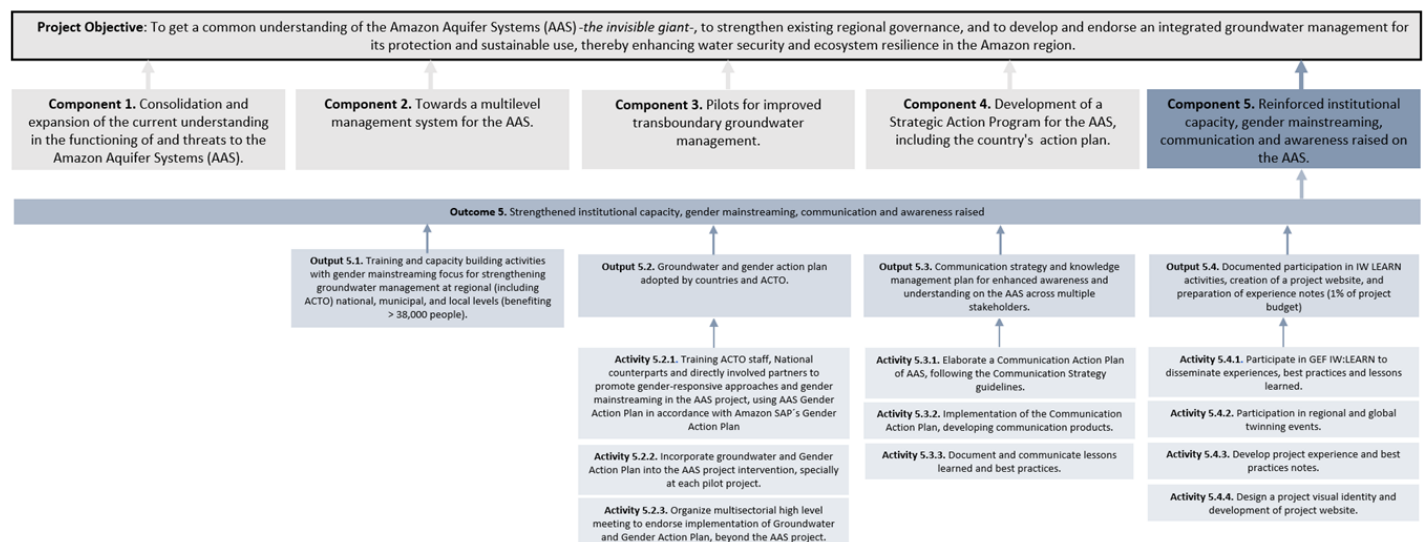 Project Objective: To get a common understanding of the Amazon Aquifer Systems (AAS) -the invisible giant-, to strengthen existing regional governance, and to develop and endorse an integrated groundwater management for
its protection and sustainable use, thereby enhancing water security and ecosystem resilience in the Amazon region.
Component 1. Consolidation and
expansion of the current understanding
in the functioning of and threats to the
Amazon Aquifer Systems (AAS).
Component 2. Towards a multilevel
management system for the AAS.
Component 3. Pilots for improved
transboundary groundwater
management.
Component 4. Development of a
Strategic Action Program for the AAS,
including the country's action plan.
Component 5. Reinforced institutional
capacity, gender mainstreaming,
communication and awareness raised on
the AAS.
Outcome 5. Strengthened institutional capacity, gender mainstreaming, communication and awareness raised
Output 5.1. Training and capacity building activities
with gender mainstreaming focus for strengthening
groundwater management at regional (including
ACTO) national, municipal, and local levels (benefiting
> 38,000 people).
Output 5.2. Groundwater and gender action plan
adopted by countries and ACTO.
Activity 5.2.1. Training ACTO staff, National
counterparts and directly involved partners to
promote gender-responsive approaches and gender
mainstreaming in the AAS project, using AAS Gender
Action Plan in accordance with Amazon SAP´s Gender
Action Plan
Activity 5.2.2. Incorporate groundwater and Gender
Action Plan into the AAS project intervention, specially
at each pilot project.
Activity 5.2.3. Organize multisectorial high level
meeting to endorse implementation of Groundwater
and Gender Action Plan, beyond the AAS project.
Output 5.3. Communication strategy and knowledge
management plan for enhanced awareness and
understanding on the AAS across multiple
stakeholders.
Activity 5.3.1. Elaborate a Communication Action Plan
of AAS, following the Communication Strategy
guidelines.
Activity 5.3.2. Implementation of the Communication
Action Plan, developing communication products.
Activity 5.3.3. Document and communicate lessons
learned and best practices.
Output 5.4. Documented participation in IW LEARN
activities, creation of a project website, and
preparation of experience notes (1% of project
budget)
Activity 5.4.1. Participate in GEF IW:LEARN to
disseminate experiences, best practices and lessons
learned.
Activity 5.4.2. Participation in regional and global
twinning events.
Activity 5.4.3. Develop project experience and best
practices notes.
Activity 5.4.4. Design a project visual identity and
development of project website.